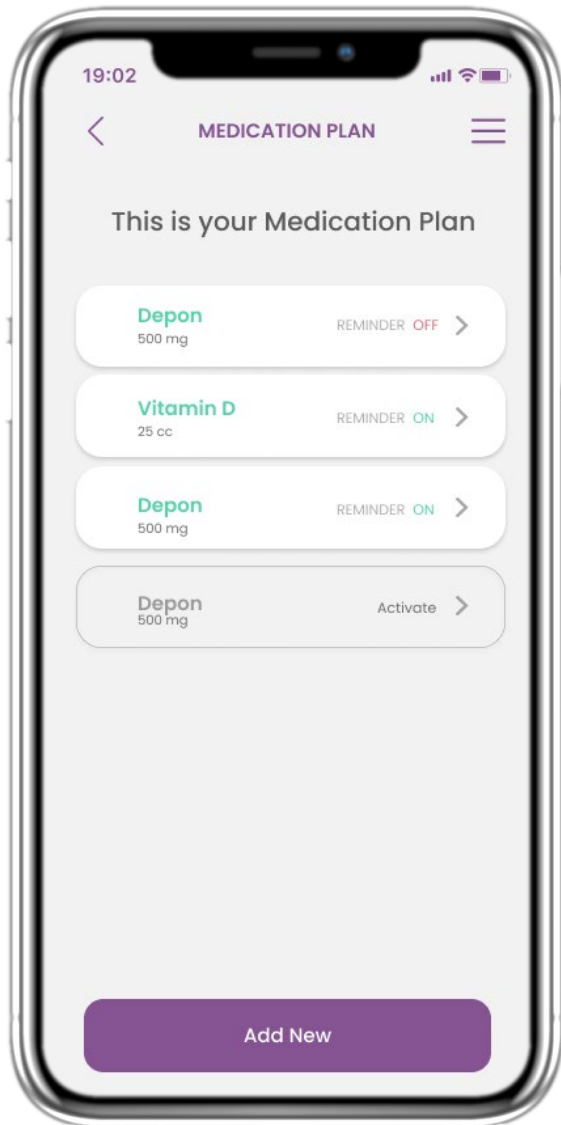 19:02
MEDICATION PLAN
This is your Medication Plan
Depon
500 mg
REMINDER OFF
Vitamin D
25 cc
REMINDER ON
Depon
500 mg
REMINDER ON
Depon
500 mg
Activate
Add New